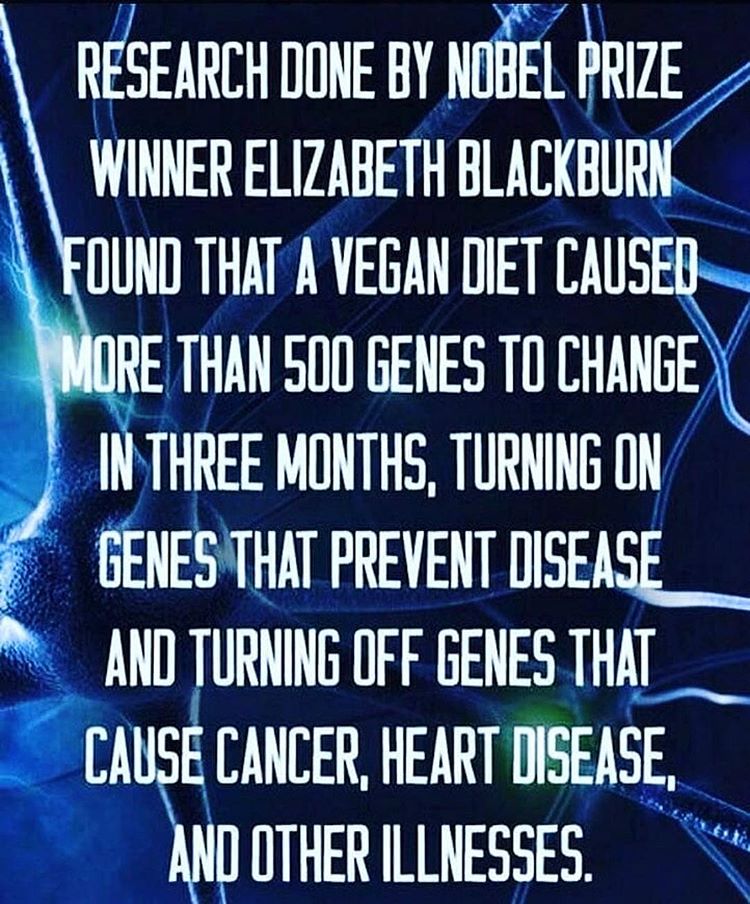 RESEARCH DONE BY NOBEL PRIZE
WINNER ELIZABETH BLACKBURN
FOUND THAT A VEGAN DIET CAUSED
MORE THAN 500 GENES TO CHANGE
IN THREE MONTHS, TURNING ON
GENES THAT PREVENT DISEASE
AND TURNING OFF GENES THAT
CAUSE CANCER, HEART DISEASE,
AND OTHER ILLNESSES.